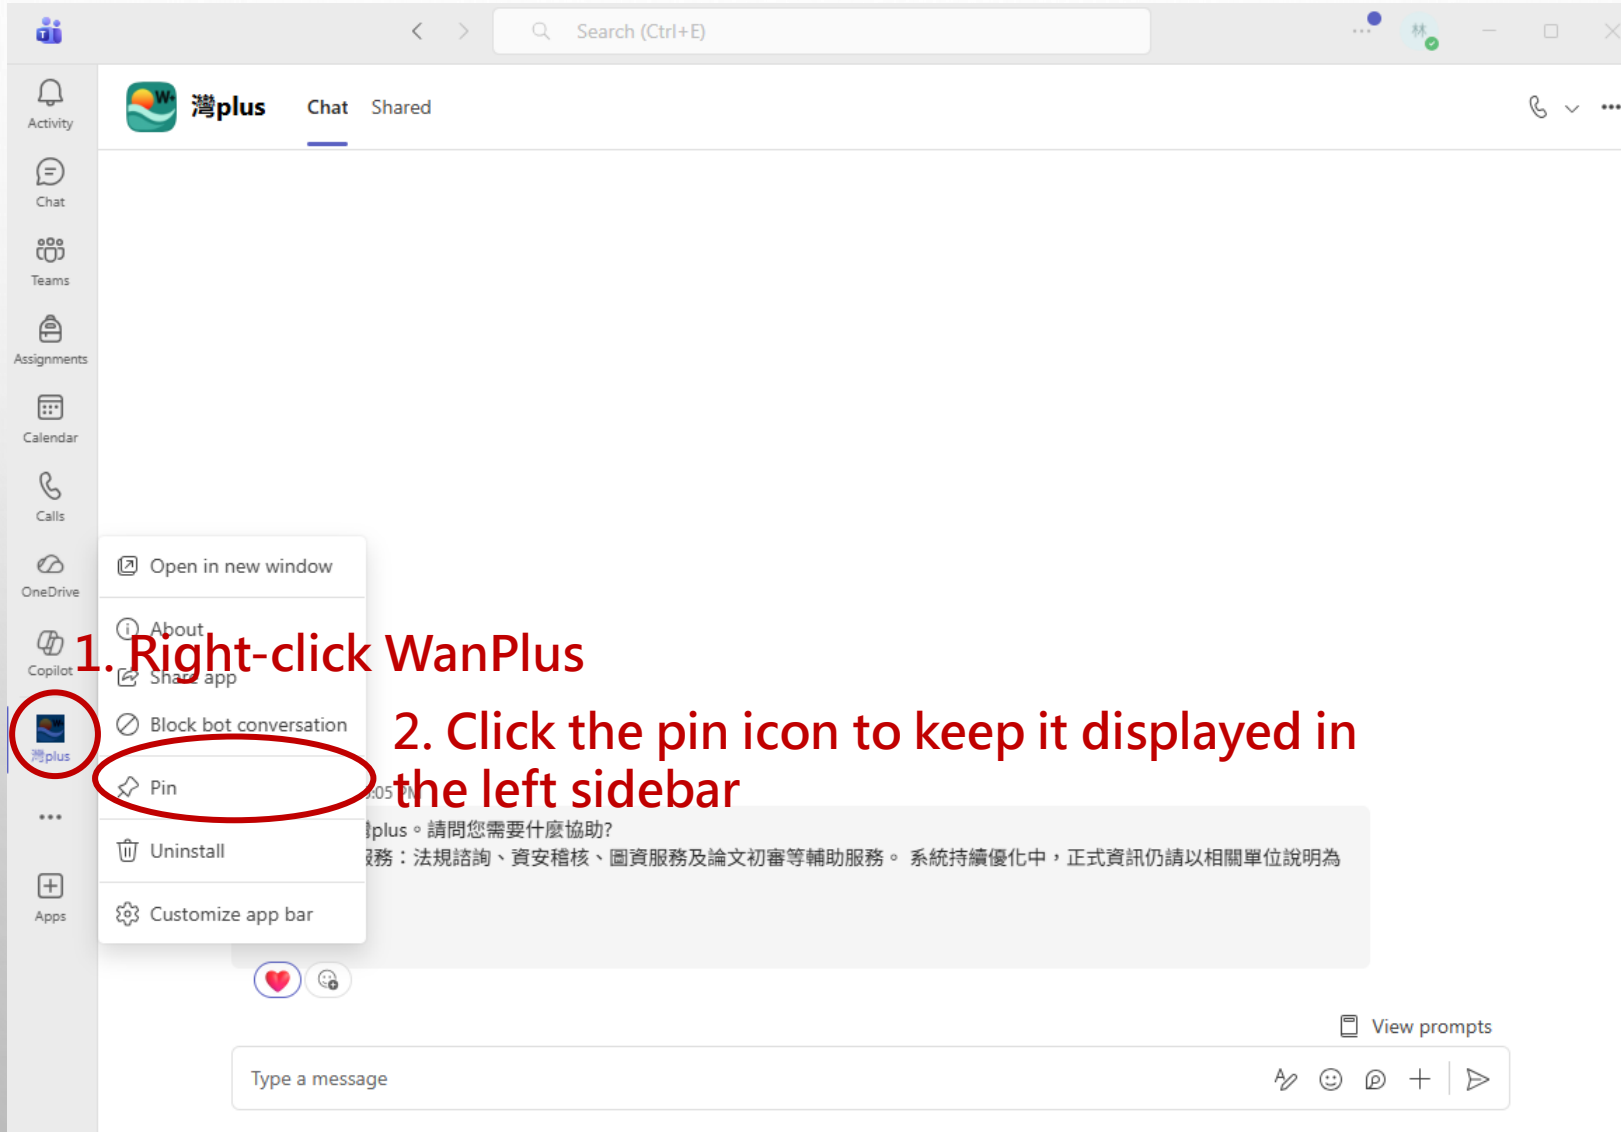 Search (Ctrl+E)
林
Activity
灣plus
Chat
Shared
Chat
Teams
Assignments
Calendar
Calls
OneDrive
Copilot
灣plus
Apps
Open in new window
About
Share app
Block bot conversation
Pin
Uninstall
Customize app bar
1. Right-click WanPlus
2. Click the pin icon to keep it displayed in
the left sidebar
:05 PM
plus。請問您需要什麼協助?
服務：法規諮詢、資安稽核、圖資服務及論文初審等輔助服務。 系統持續優化中，正式資訊仍請以相關單位說明為
View prompts
Type a message